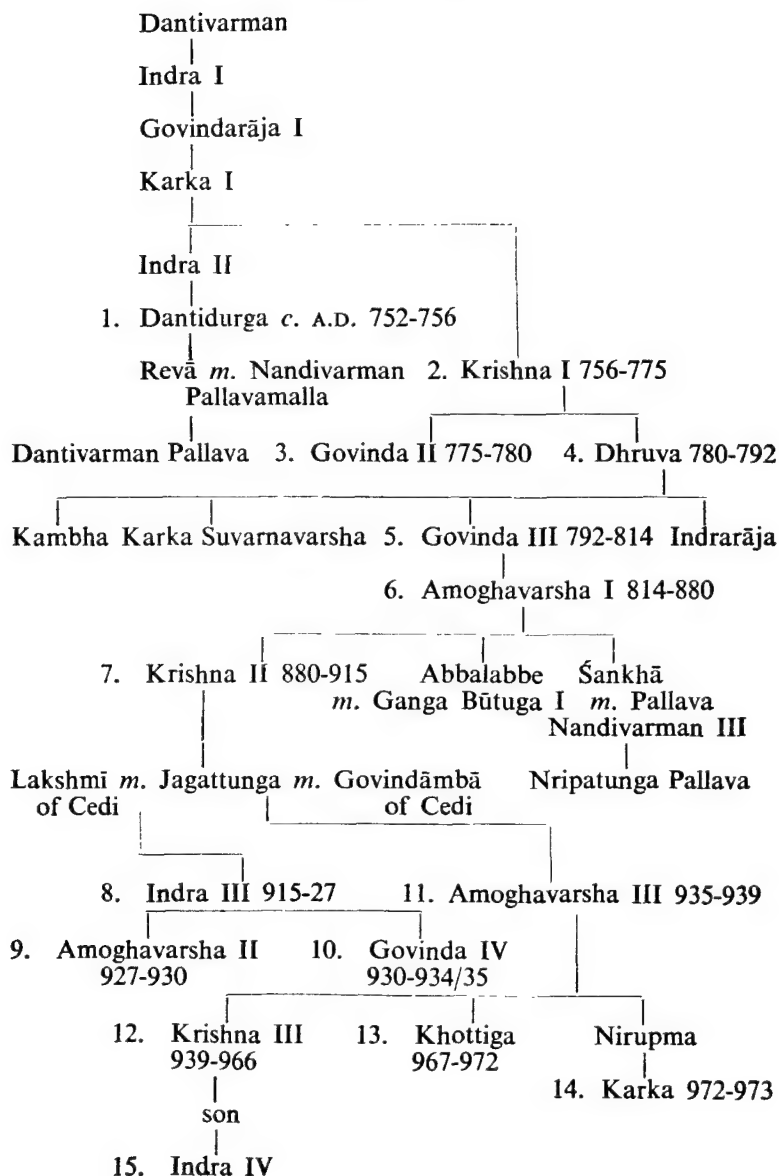 Dantivarman
Indra I
Govindarāja I
Karka I
Indra II
1. Dantidurga c. A.D. 752-756
Revā m. Nandivarman 2. Krishna I 756-775
Pallavamalla
Dantivarman Pallava 3. Govinda II 775-780 4. Dhruva 780-792
Kambha Karka Suvarnavarsha 5. Govinda III 792-814 Indrarāja
6. Amoghavarsha I 814-880
7. Krishna II 880-915 Abbalabbe Śankhā
m. Ganga Būtuga I m. Pallava
Nandivarman III
Lakshmī m. Jagattunga m. Govindāmbā Nripatunga Pallava
of Cedi of Cedi
8. Indra III 915-27 11. Amoghavarsha III 935-939
9. Amoghavarsha II 10. Govinda IV
927-930 930-934/35
12. Krishna III 13. Khottiga Nirupma
939-966 967-972
14. Karka 972-973
son
15. Indra IV